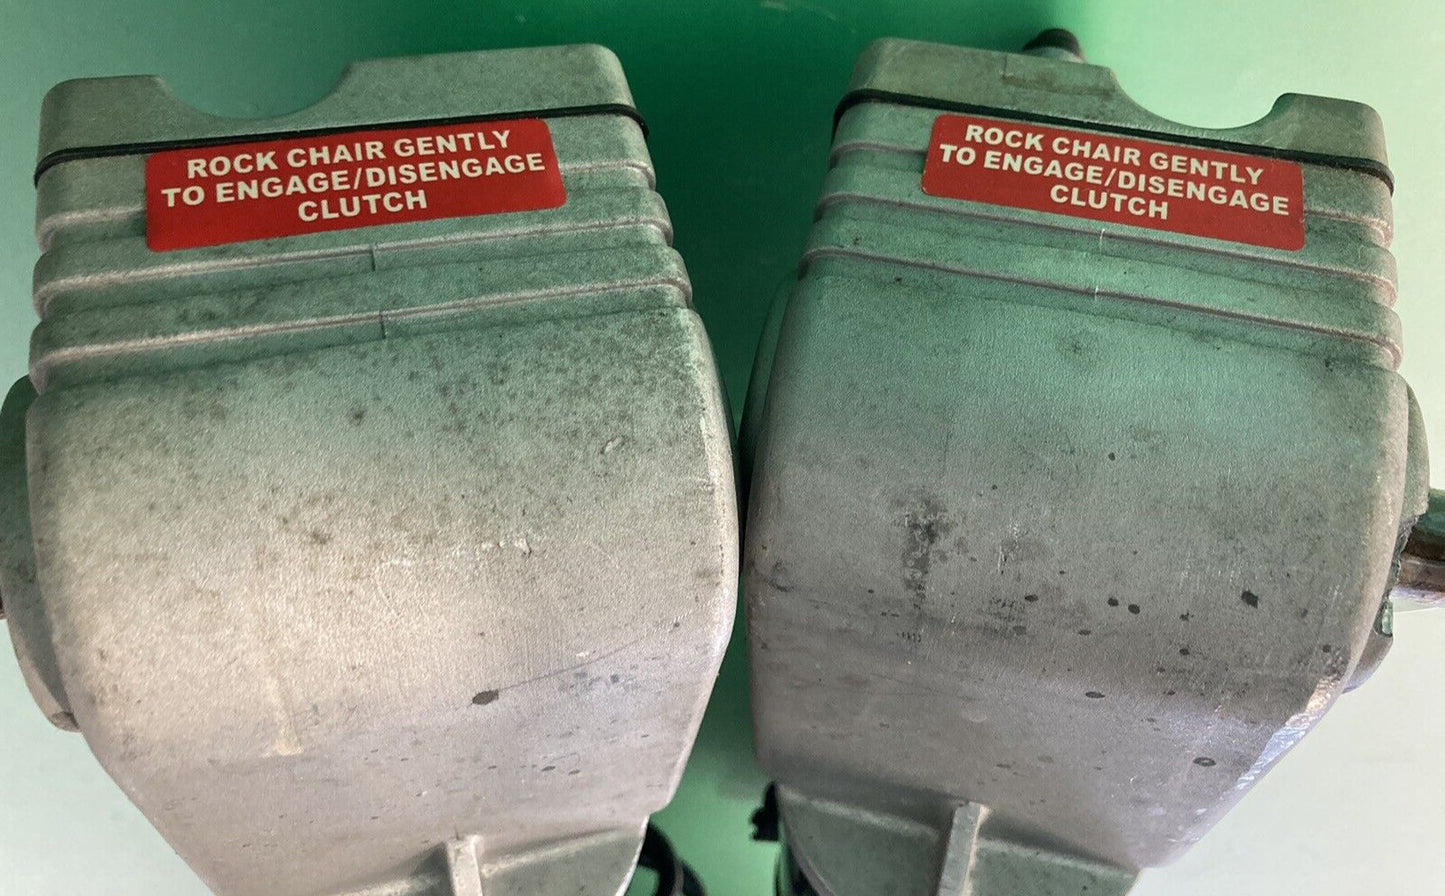 ROCK CHAIR GENTLY
TO ENGAGE/DISENGAGE
CLUTCH
ROCK CHAIR GENTLY
TO ENGAGE/DISENGAGE
CLUTCH